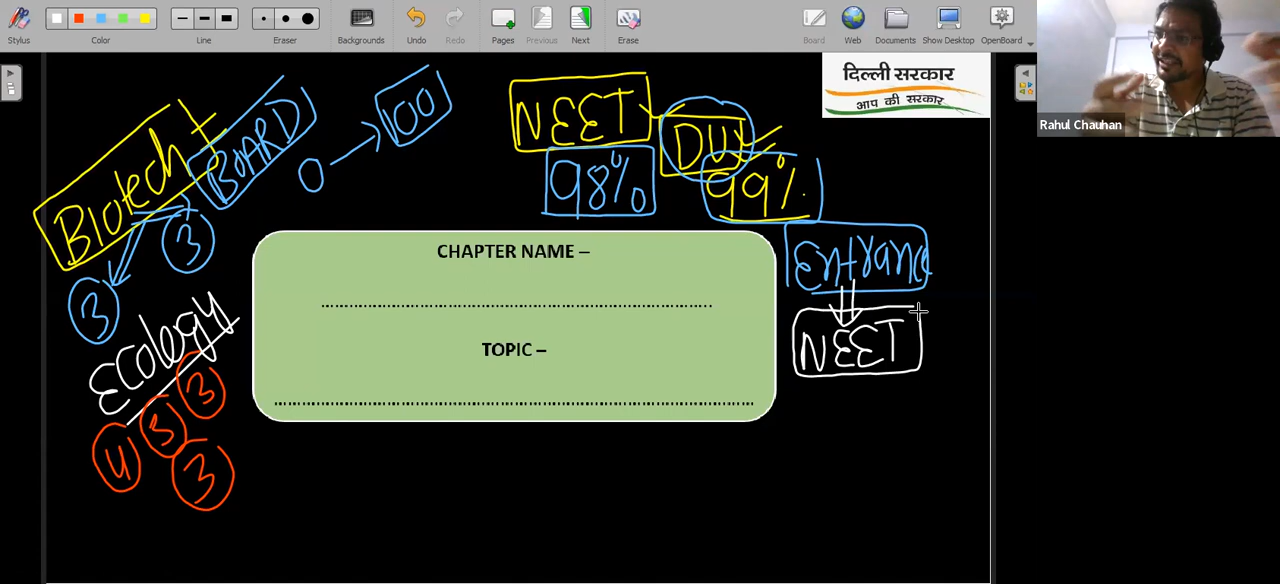 Stylus
Color
Line
Eraser
Backgrounds
Undo
Redo
Pages
Previous
Next
Erase
Board
Web
Documents
Show Desktop
OpenBoard
Rahul Chauhan
दिल्ली सरकार
आप की सरकार
Biotech +
BOARD
0 → 100
NEET
DU
98%
99%
Entrance
NEET
3
3
Ecology
3
3
4
3
CHAPTER NAME –
TOPIC –